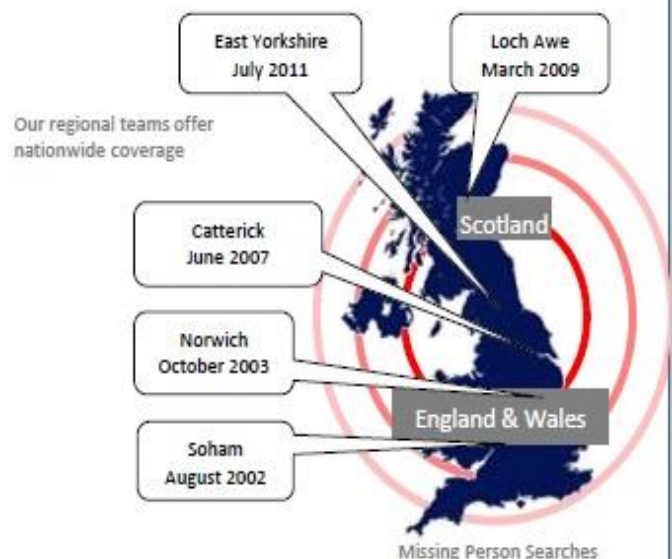 East Yorkshire
July 2011
Loch Awe
March 2009
Our regional teams offer
nationwide coverage
Scotland
Catterick
June 2007
Norwich
October 2003
England & Wales
Soham
August 2002
Missing Person Searches